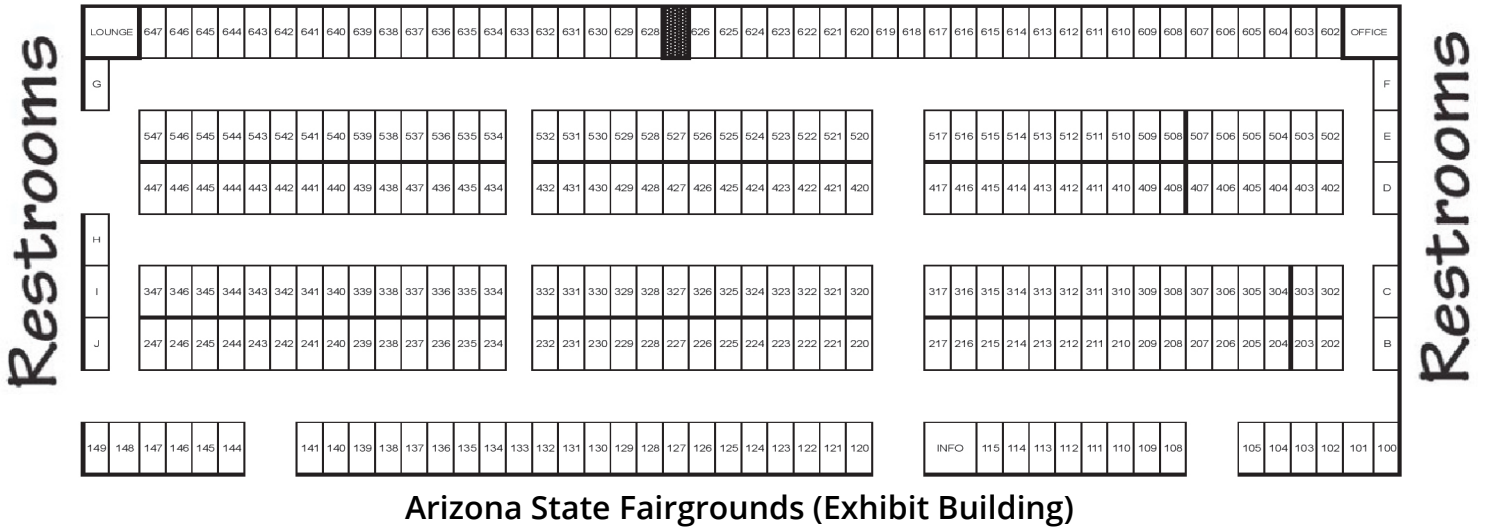 Restrooms
LOUNGE 647 646 645 644 643 642 641 640 639 638 637 636 635 634 633 632 631 630 629 628 626 625 624 623 622 621 620 619 618 617 616 615 614 613 612 611 610 609 608 607 606 605 604 603 602 OFFICE
G F
547 546 545 544 543 542 541 540 539 538 537 536 535 534 532 531 530 529 528 527 526 525 524 523 522 521 520 517 516 515 514 513 512 511 510 509 508 507 506 505 504 503 502 E
447 446 445 444 443 442 441 440 439 438 437 436 435 434 432 431 430 429 428 427 426 425 424 423 422 421 420 417 416 415 414 413 412 411 410 409 408 407 406 405 404 403 402 D
H
I 347 346 345 344 343 342 341 340 339 338 337 336 335 334 332 331 330 329 328 327 326 325 324 323 322 321 320 317 316 315 314 313 312 311 310 309 308 307 306 305 304 303 302 C
J 247 246 245 244 243 242 241 240 239 238 237 236 235 234 232 231 230 229 228 227 226 225 224 223 222 221 220 217 216 215 214 213 212 211 210 209 208 207 206 205 204 203 202 B
149 148 147 146 145 144 141 140 139 138 137 136 135 134 133 132 131 130 129 128 127 126 125 124 123 122 121 120 INFO 115 114 113 112 111 110 109 108 105 104 103 102 101 100
Restrooms
Arizona State Fairgrounds (Exhibit Building)